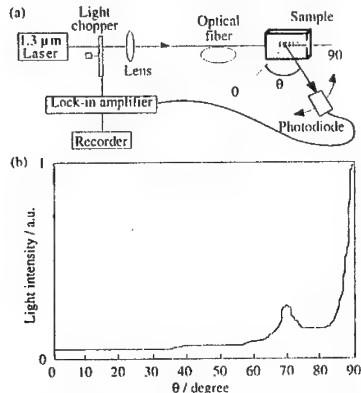 (a)
Light
chopper
1.3 μm
Laser
Lens
Optical
fiber
Sample
90
0
θ
Lock-in amplifier
Photodiode
Recorder
(b)
Light intensity / a.u.
1
0
0 10 20 30 40 50 60 70 80 90
θ / degree